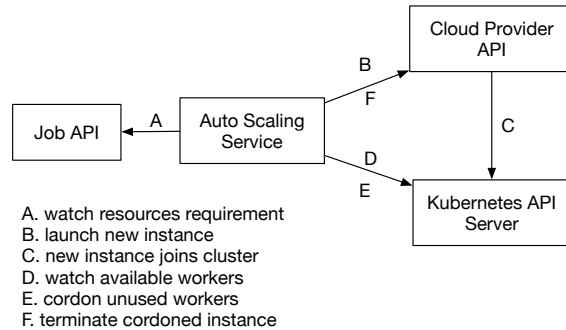 Cloud Provider
API
B
F
A
Job API
Auto Scaling
Service
C
D
E
Kubernetes API
Server
A. watch resources requirement
B. launch new instance
C. new instance joins cluster
D. watch available workers
E. cordon unused workers
F. terminate cordoned instance